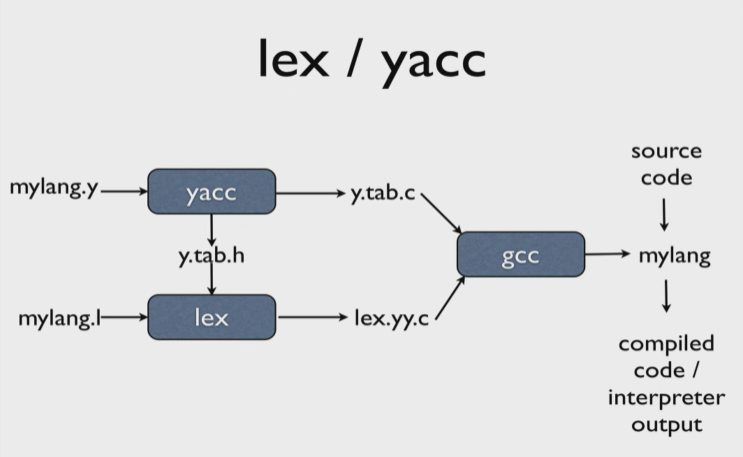 lex / yacc
mylang.y
yacc
y.tab.c
y.tab.h
mylang.l
lex
lex.yy.c
gcc
source
code
mylang
compiled
code /
interpreter
output